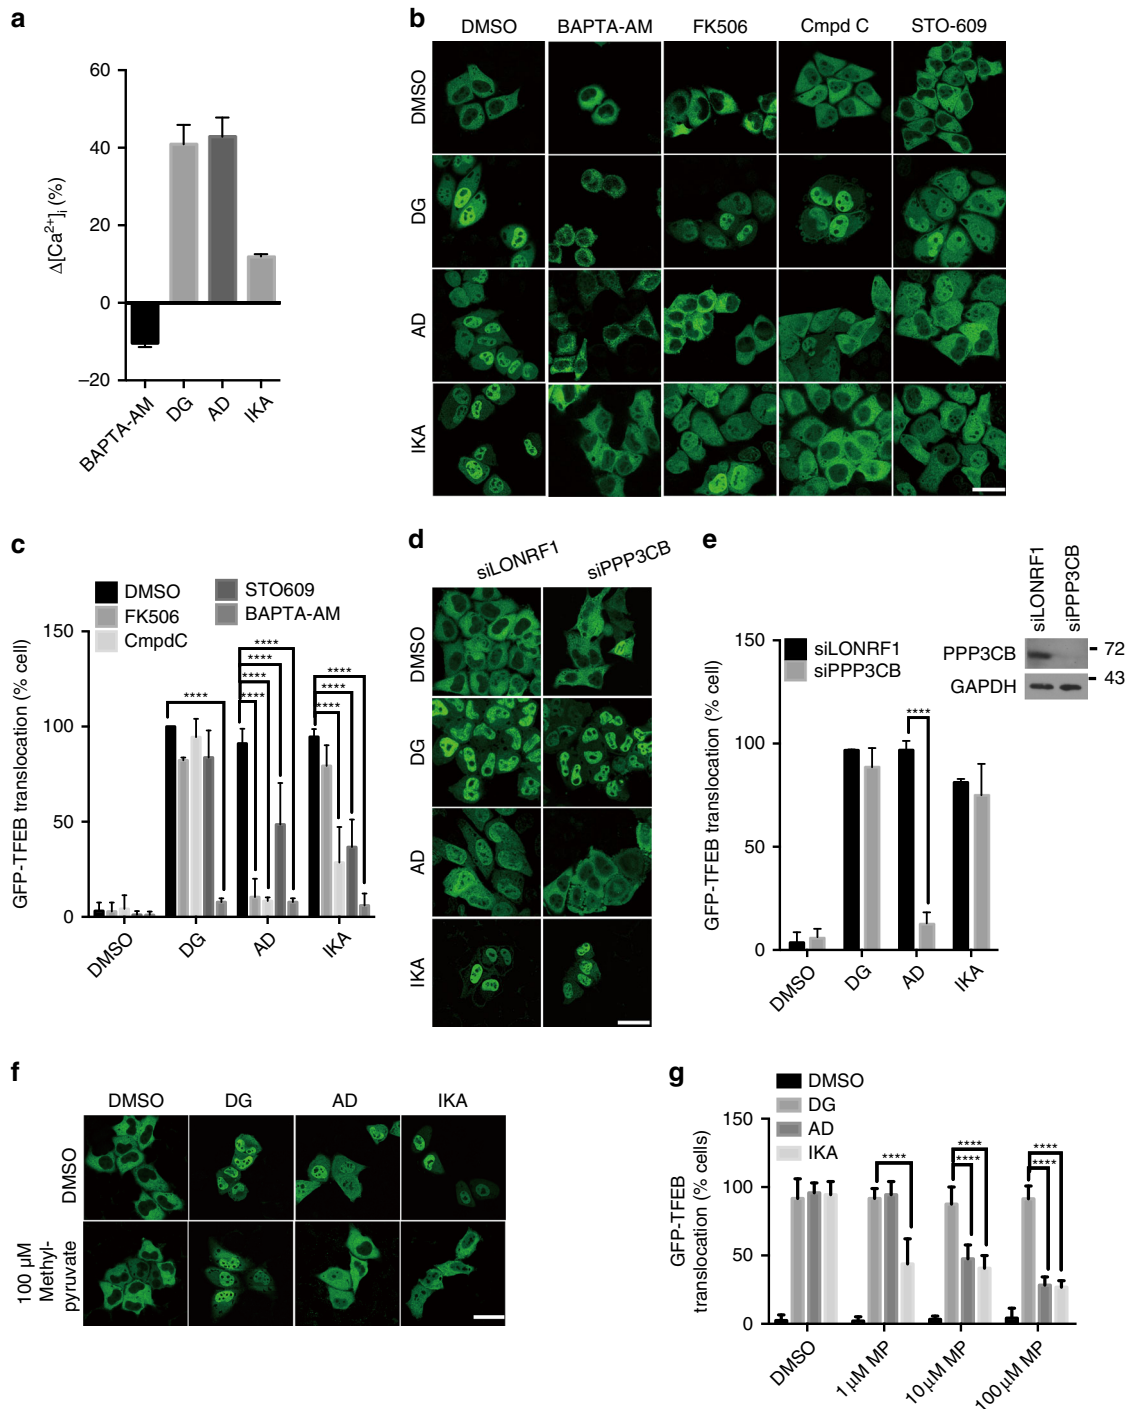 a
60
40
20
0
−20
Δ[Ca²⁺]ᵢ (%)
BAPTA-AM
DG
AD
IKA
b
DMSO BAPTA-AM FK506 Cmpd C STO-609
DMSO
DG
AD
IKA
c
DMSO
FK506
CmpdC
STO609
BAPTA-AM
150
100
50
0
GFP-TFEB translocation (% cell)
****
****
****
****
****
****
****
****
DMSO
DG
AD
IKA
d
siLONRF1
siPPP3CB
DMSO
DG
AD
IKA
e
siLONRF1
siPPP3CB
siLONRF1
siPPP3CB
PPP3CB
GAPDH
72
43
150
100
50
0
GFP-TFEB translocation (% cell)
****
DMSO
DG
AD
IKA
f
DMSO DG AD IKA
DMSO
100 µM
Methyl-
pyruvate
g
DMSO
DG
AD
IKA
150
100
50
0
GFP-TFEB
translocation (% cells)
****
****
****
****
****
DMSO
1 µM MP
10 µM MP
100 µM MP